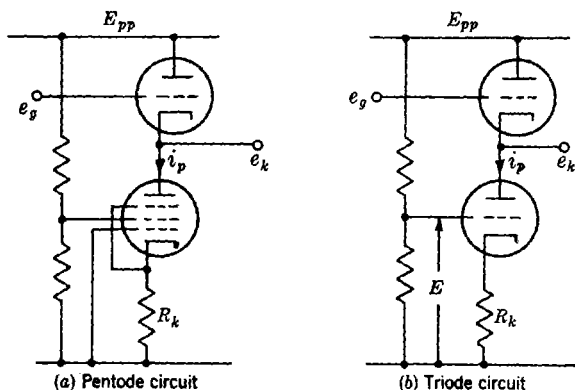 E_pp
e_g
e_k
i_p
R_k
(a) Pentode circuit
E_pp
e_g
e_k
i_p
E
R_k
(b) Triode circuit